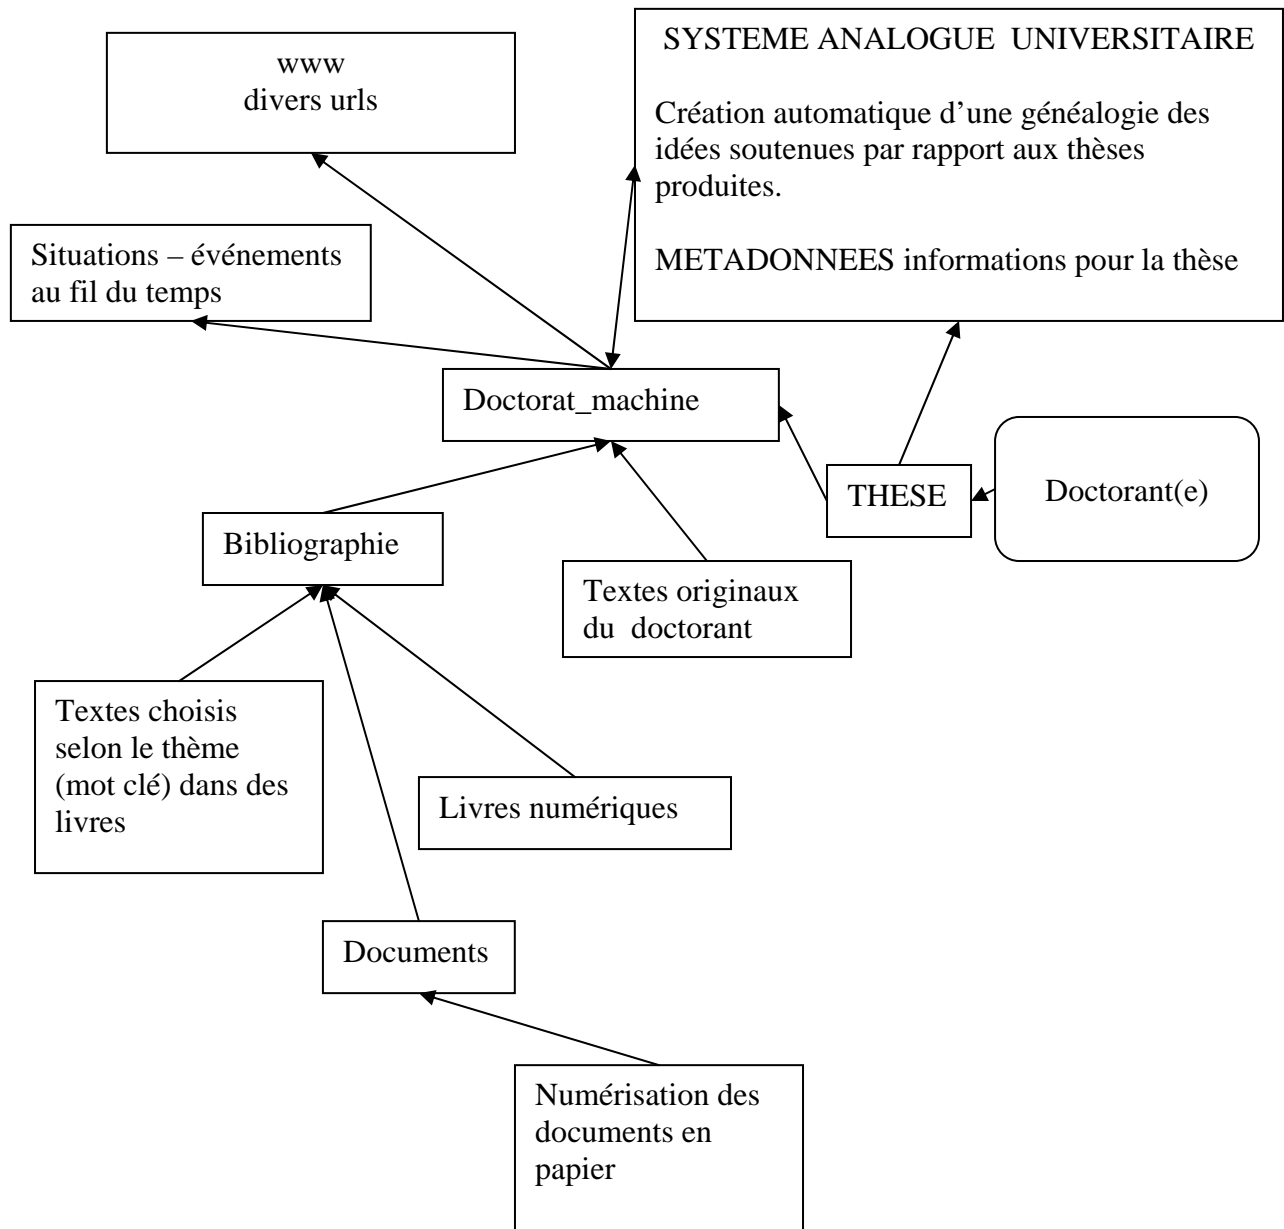 www
divers urls
SYSTEME ANALOGUE  UNIVERSITAIRE
Création automatique d’une généalogie des
idées soutenues par rapport aux thèses
produites.
METADONNEES informations pour la thèse
Situations – événements
au fil du temps
Doctorat_machine
THESE
Doctorant(e)
Bibliographie
Textes originaux
du  doctorant
Textes choisis
selon le thème
(mot clé) dans des
livres
Livres numériques
Documents
Numérisation des
documents en
papier